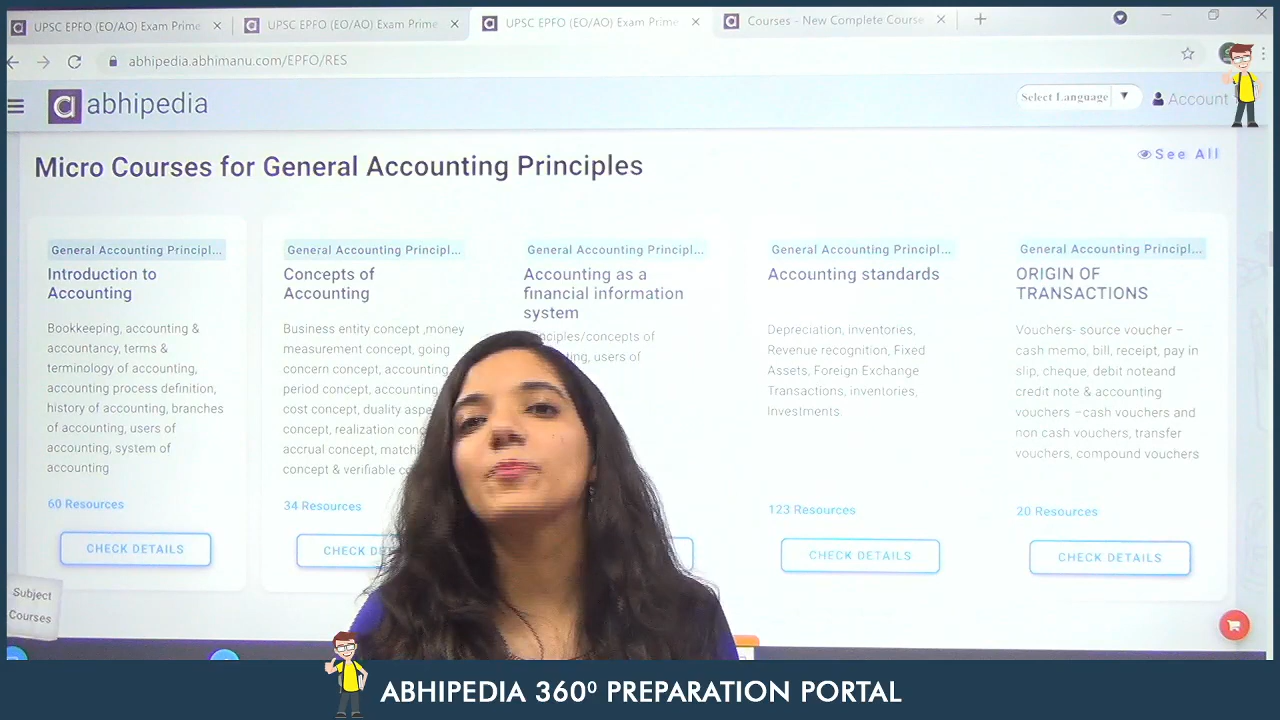 UPSC EPFO (EO/AO) Exam Prime
UPSC EPFO (EO/AO) Exam Prime
UPSC EPFO (EO/AO) Exam Prime
Courses - New Complete Course
abhipedia.abhimanu.com/EPFO/RES
abhipedia
Select Language
Account
Micro Courses for General Accounting Principles
See All
General Accounting Principl...
Introduction to
Accounting
Bookkeeping, accounting &
accountancy, terms &
terminology of accounting,
accounting process definition,
history of accounting, branches
of accounting, users of
accounting, system of
accounting
60 Resources
CHECK DETAILS
General Accounting Principl...
Concepts of
Accounting
Business entity concept ,money
measurement concept, going
concern concept, accounting
period concept, accounting
cost concept, duality
concept, realization
accrual concept,
concept & verifiable
34 Resources
CHECK
General Accounting Principl...
Accounting as a
financial information
system
of
users of
General Accounting Principl...
Accounting standards
Depreciation, inventories,
Revenue recognition, Fixed
Assets, Foreign Exchange
Transactions, inventories,
Investments
123 Resources
CHECK DETAILS
General Accounting Principl...
ORIGIN OF
TRANSACTIONS
Vouchers- source voucher –
cash memo, bill, receipt, pay in
slip, cheque, debit noteand
credit note & accounting
vouchers –cash vouchers and
non cash vouchers, transfer
vouchers, compound vouchers
20 Resources
CHECK DETAILS
Subject
Courses
ABHIPEDIA 360⁰ PREPARATION PORTAL